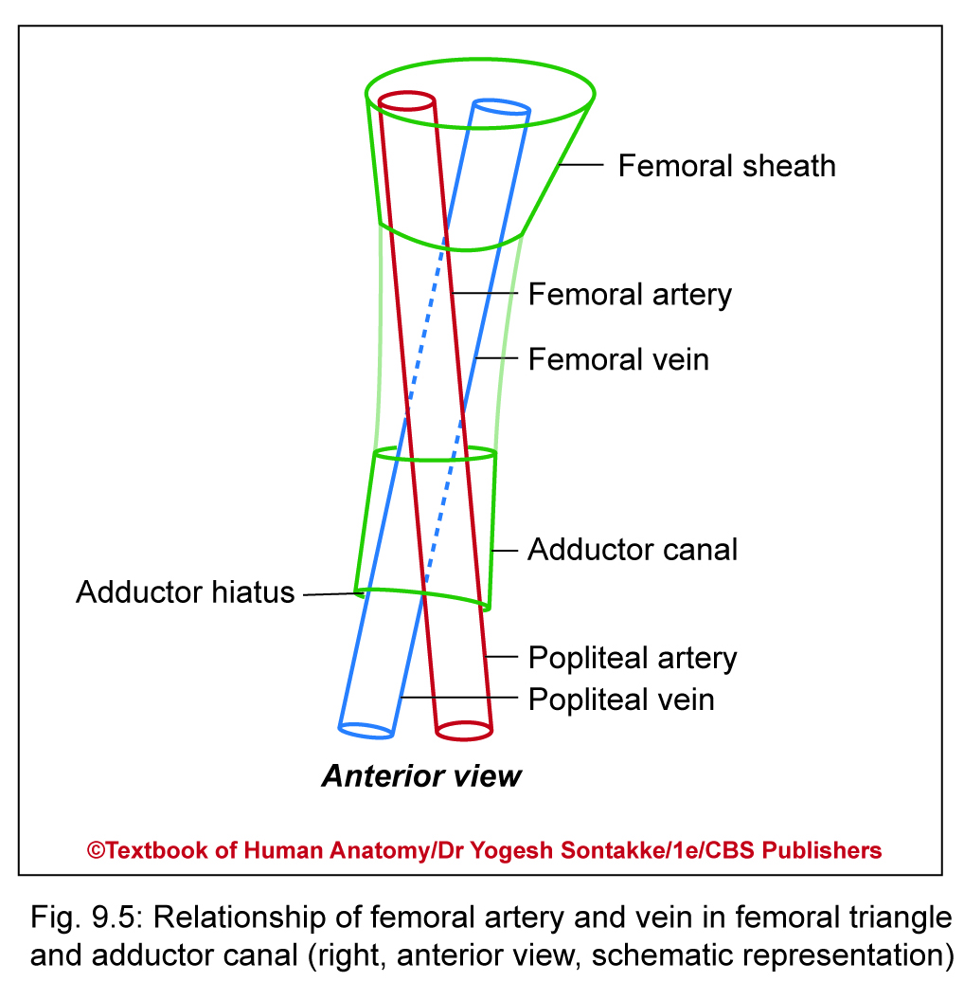 Femoral sheath
Femoral artery
Femoral vein
Adductor canal
Adductor hiatus
Popliteal artery
Popliteal vein
Anterior view
©Textbook of Human Anatomy/Dr Yogesh Sontakke/1e/CBS Publishers
Fig. 9.5: Relationship of femoral artery and vein in femoral triangle
and adductor canal (right, anterior view, schematic representation)